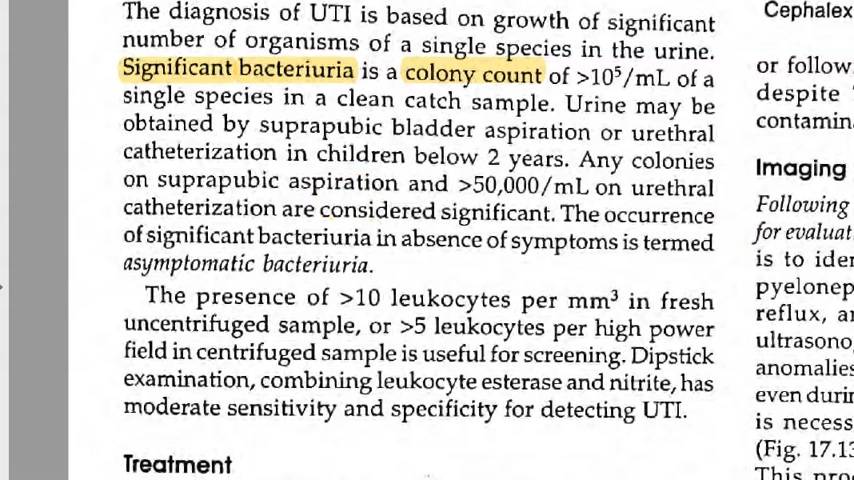 The diagnosis of UTI is based on growth of significant
number of organisms of a single species in the urine.
Significant bacteriuria is a colony count of >10⁵/mL of a
single species in a clean catch sample. Urine may be
obtained by suprapubic bladder aspiration or urethral
catheterization in children below 2 years. Any colonies
on suprapubic aspiration and >50,000/mL on urethral
catheterization are considered significant. The occurrence
of significant bacteriuria in absence of symptoms is termed
asymptomatic bacteriuria.
The presence of >10 leukocytes per mm³ in fresh
uncentrifuged sample, or >5 leukocytes per high power
field in centrifuged sample is useful for screening. Dipstick
examination, combining leukocyte esterase and nitrite, has
moderate sensitivity and specificity for detecting UTI.
Treatment
Cephalex
or follow
despite
contamina
Imaging
Following
for evaluat
is to iden
pyelonep
reflux, a
ultrasono
anomalies
even durin
is necess
(Fig. 17.13
This pro